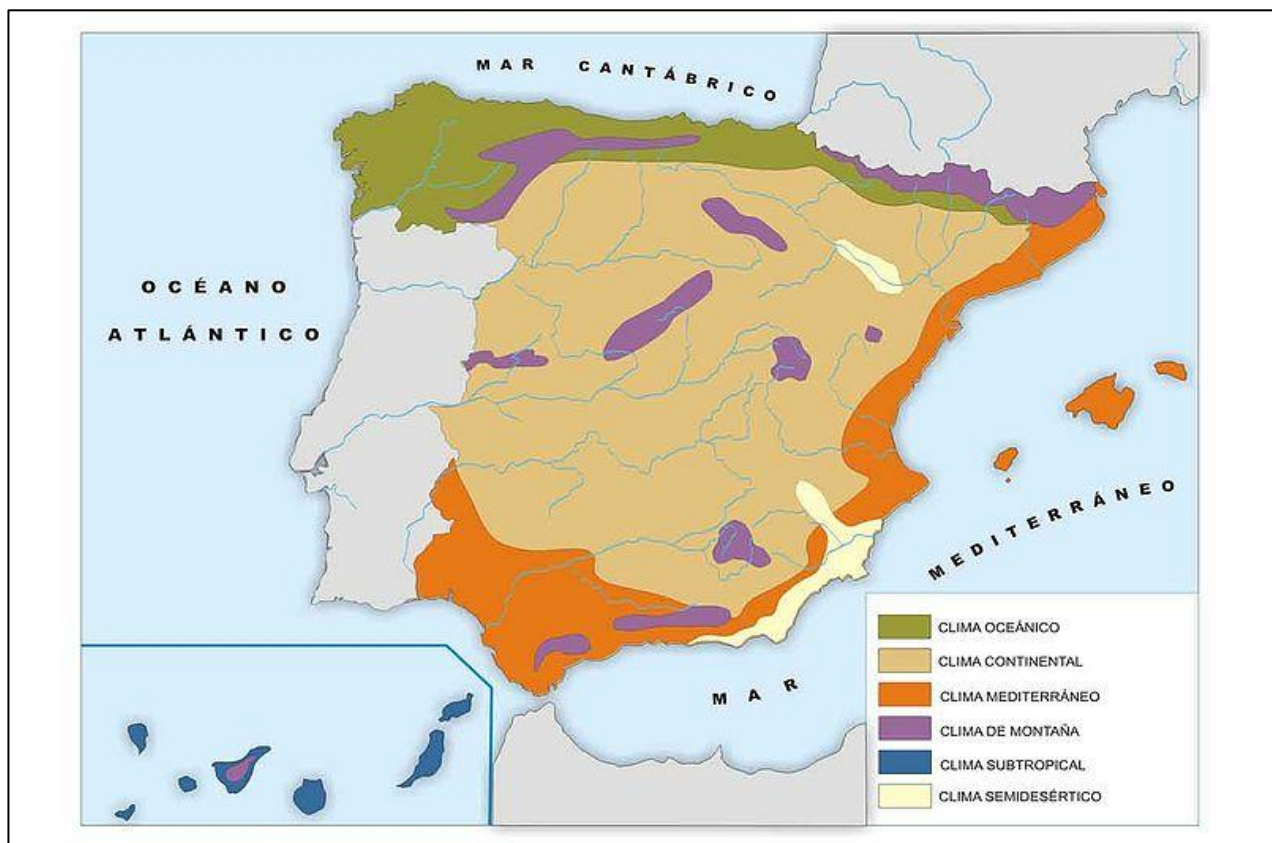 MAR CANTÁBRICO
OCÉANO
ATLÁNTICO
MAR MEDITERRÁNEO
CLIMA OCEÁNICO
CLIMA CONTINENTAL
CLIMA MEDITERRÁNEO
CLIMA DE MONTAÑA
CLIMA SUBTROPICAL
CLIMA SEMIDESÉRTICO